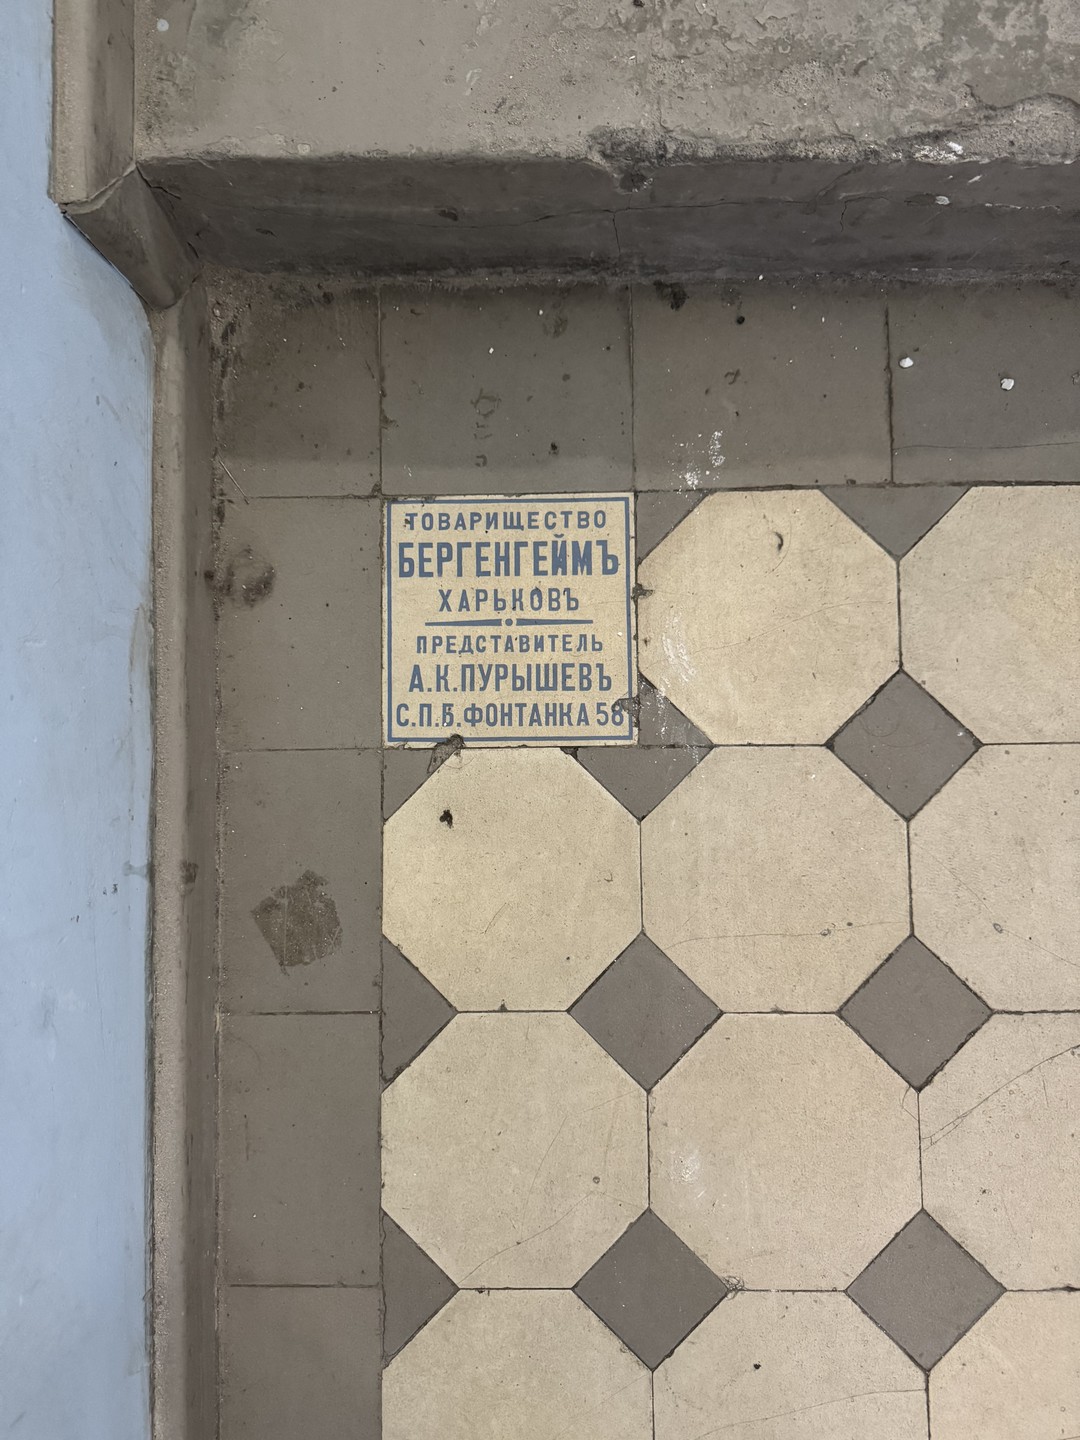 ТОВАРИЩЕСТВО
БЕРГЕНГЕЙМЪ
ХАРЬКОВЪ
ПРЕДСТАВИТЕЛЬ
А.К.ПУРЫШЕВЪ
С.П.Б.ФОНТАНКА 58